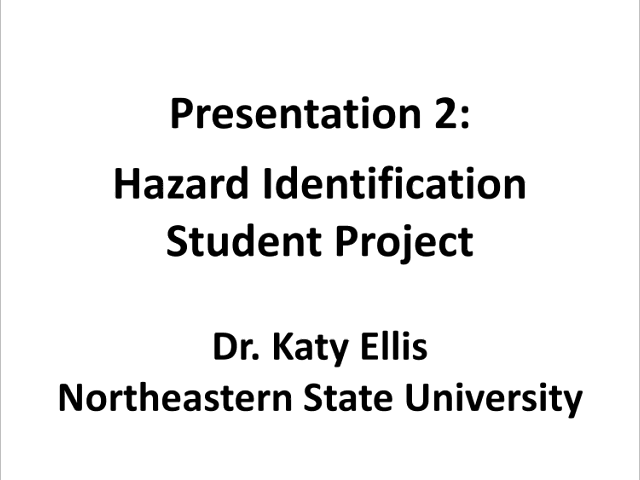 Presentation 2:
Hazard Identification
Student Project
Dr. Katy Ellis
Northeastern State University